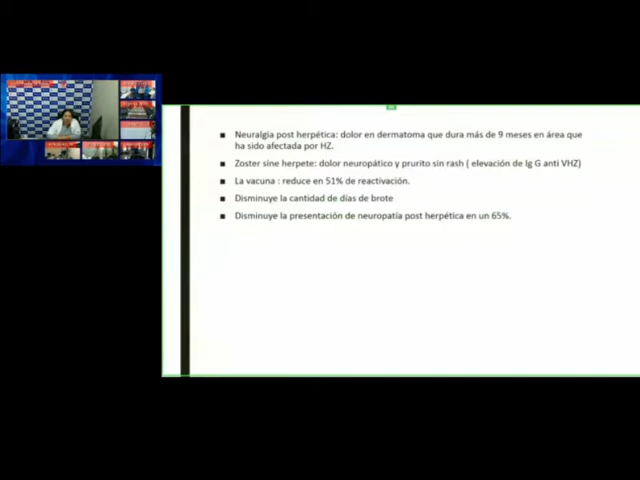 Neuralgia post herpética: dolor en dermatoma que dura más de 9 meses en área que
ha sido afectada por HZ.
Zoster sine herpete: dolor neuropático y prurito sin rash ( elevación de Ig G anti VHZ)
La vacuna : reduce en 51% de reactivación.
Disminuye la cantidad de días de brote
Disminuye la presentación de neuropatía post herpética en un 65%.